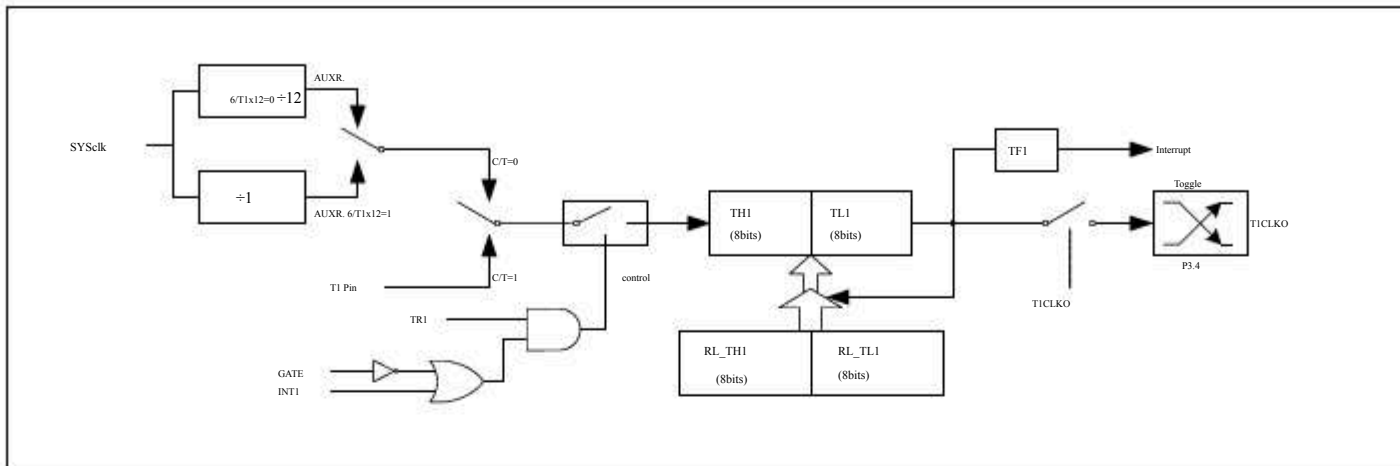 AUXR.
6/T1x12=0 ÷12
SYSclk
÷1
AUXR. 6/T1x12=1
C/T=0
C/T=1
T1 Pin
control
TR1
GATE
INT1
TH1
(8bits)
TL1
(8bits)
RL_TH1
(8bits)
RL_TL1
(8bits)
TF1
Interrupt
Toggle
T1CLKO
P3.4
T1CLKO